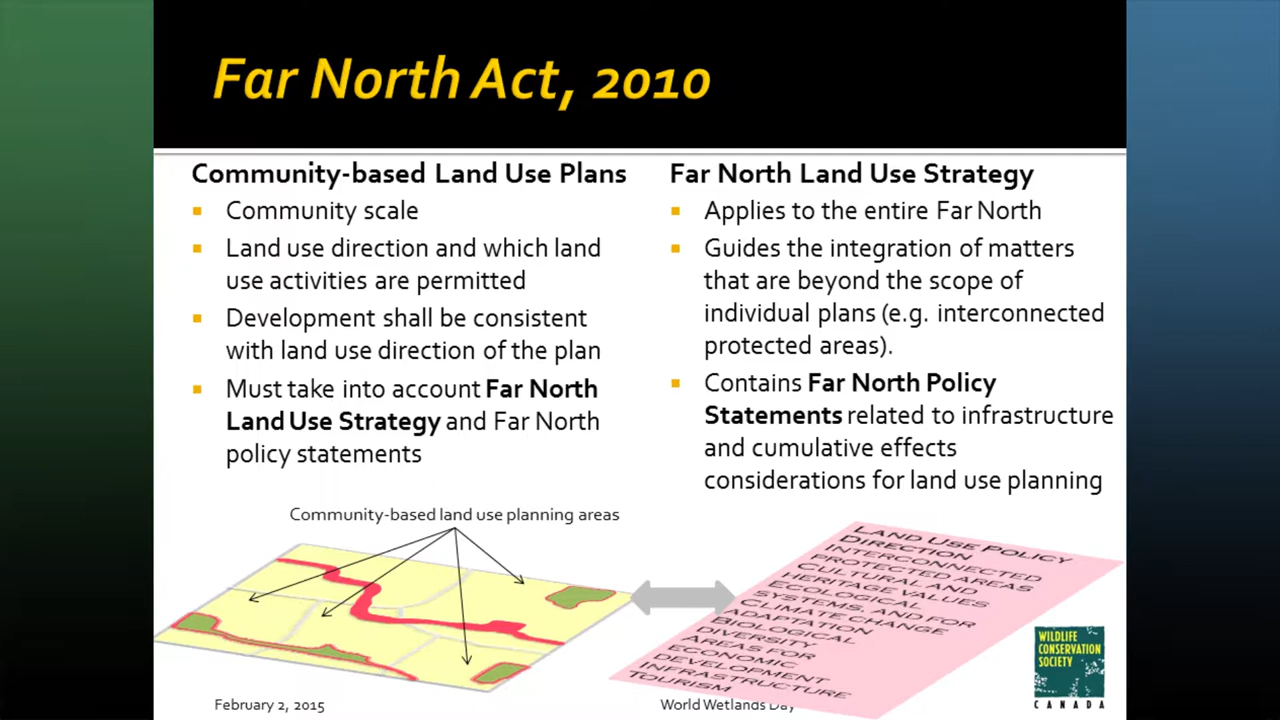 Far North Act, 2010
Community-based Land Use Plans
Community scale
Land use direction and which land
use activities are permitted
Development shall be consistent
with land use direction of the plan
Must take into account Far North
Land Use Strategy and Far North
policy statements
Far North Land Use Strategy
Applies to the entire Far North
Guides the integration of matters
that are beyond the scope of
individual plans (e.g. interconnected
protected areas).
Contains Far North Policy
Statements related to infrastructure
and cumulative effects
considerations for land use planning
Community-based land use planning areas
LAND USE POLICY
DIRECTION
INTERCONNECTED
PROTECTED AREAS
CULTURAL AND
HERITAGE VALUES
ECOLOGICAL
SYSTEMS, AND FOR
CLIMATE CHANGE
ADAPTATION
BIOLOGICAL
DIVERSITY
AREAS FOR
ECONOMIC
DEVELOPMENT
INFRASTRUCTURE
TOURISM
WILDLIFE
CONSERVATION
SOCIETY
CANADA
February 2, 2015
World Wetlands Day